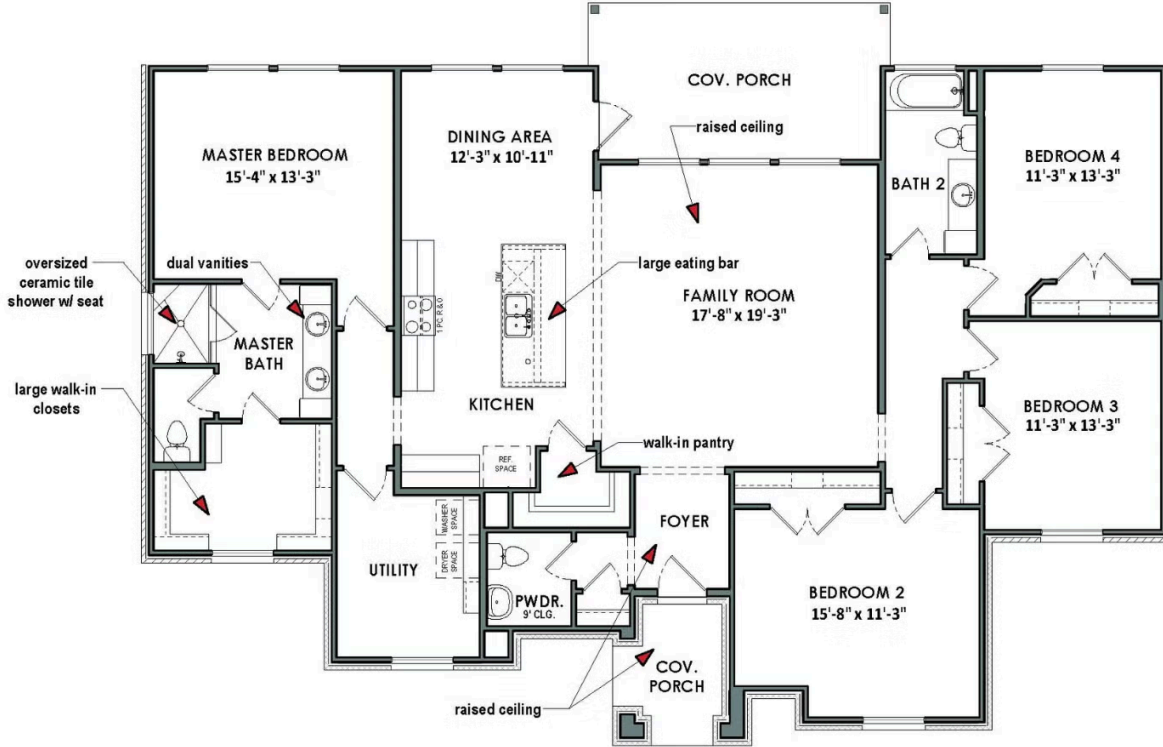 COV. PORCH
raised ceiling
MASTER BEDROOM
15'-4" x 13'-3"
DINING AREA
12'-3" x 10'-11"
BATH 2
BEDROOM 4
11'-3" x 13'-3"
oversized
ceramic tile
shower w/ seat
dual vanities
MASTER
BATH
large walk-in
closets
1 PC. R & O
DW
large eating bar
FAMILY ROOM
17'-8" x 19'-3"
KITCHEN
REF.
SPACE
walk-in pantry
BEDROOM 3
11'-3" x 13'-3"
WASHER
SPACE
DRYER
SPACE
UTILITY
PWDR.
9' CLG.
FOYER
BEDROOM 2
15'-8" x 11'-3"
COV.
PORCH
raised ceiling